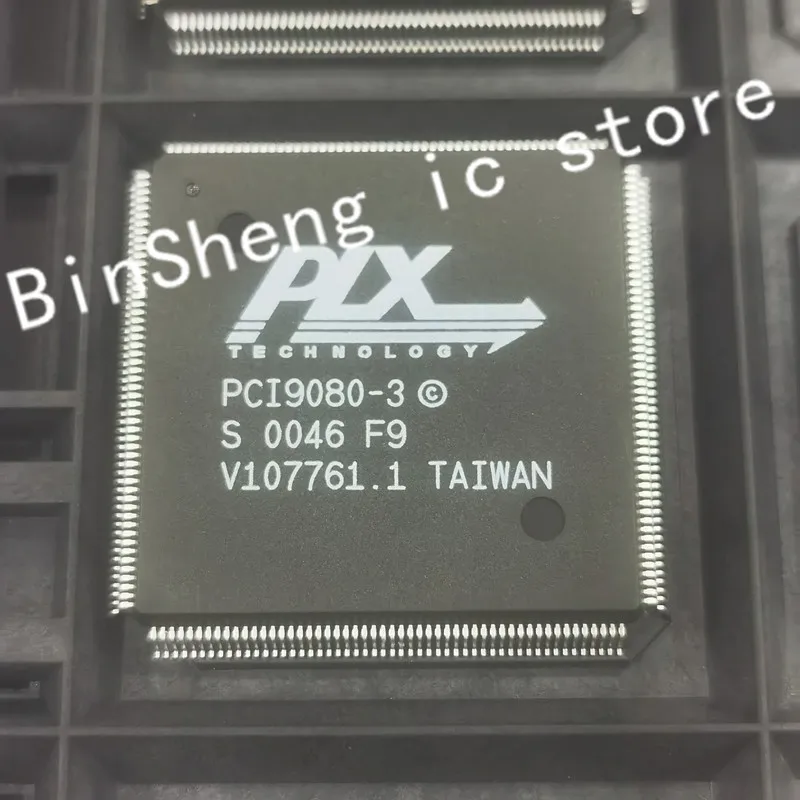 BinSheng ic store
PLX
TECHNOLOGY
PCI9080-3 ©
S 0046 F9
V107761.1 TAIWAN